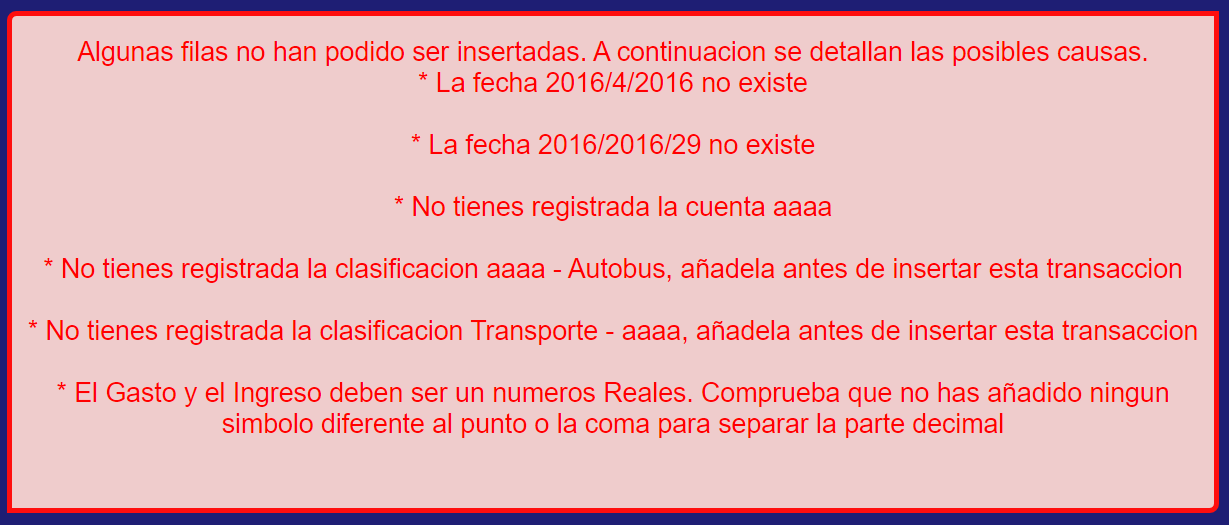 Algunas filas no han podido ser insertadas. A continuacion se detallan las posibles causas.
* La fecha 2016/4/2016 no existe
* La fecha 2016/2016/29 no existe
* No tienes registrada la cuenta aaaa
* No tienes registrada la clasificacion aaaa - Autobus, añadela antes de insertar esta transaccion
* No tienes registrada la clasificacion Transporte - aaaa, añadela antes de insertar esta transaccion
* El Gasto y el Ingreso deben ser un numeros Reales. Comprueba que no has añadido ningun
simbolo diferente al punto o la coma para separar la parte decimal